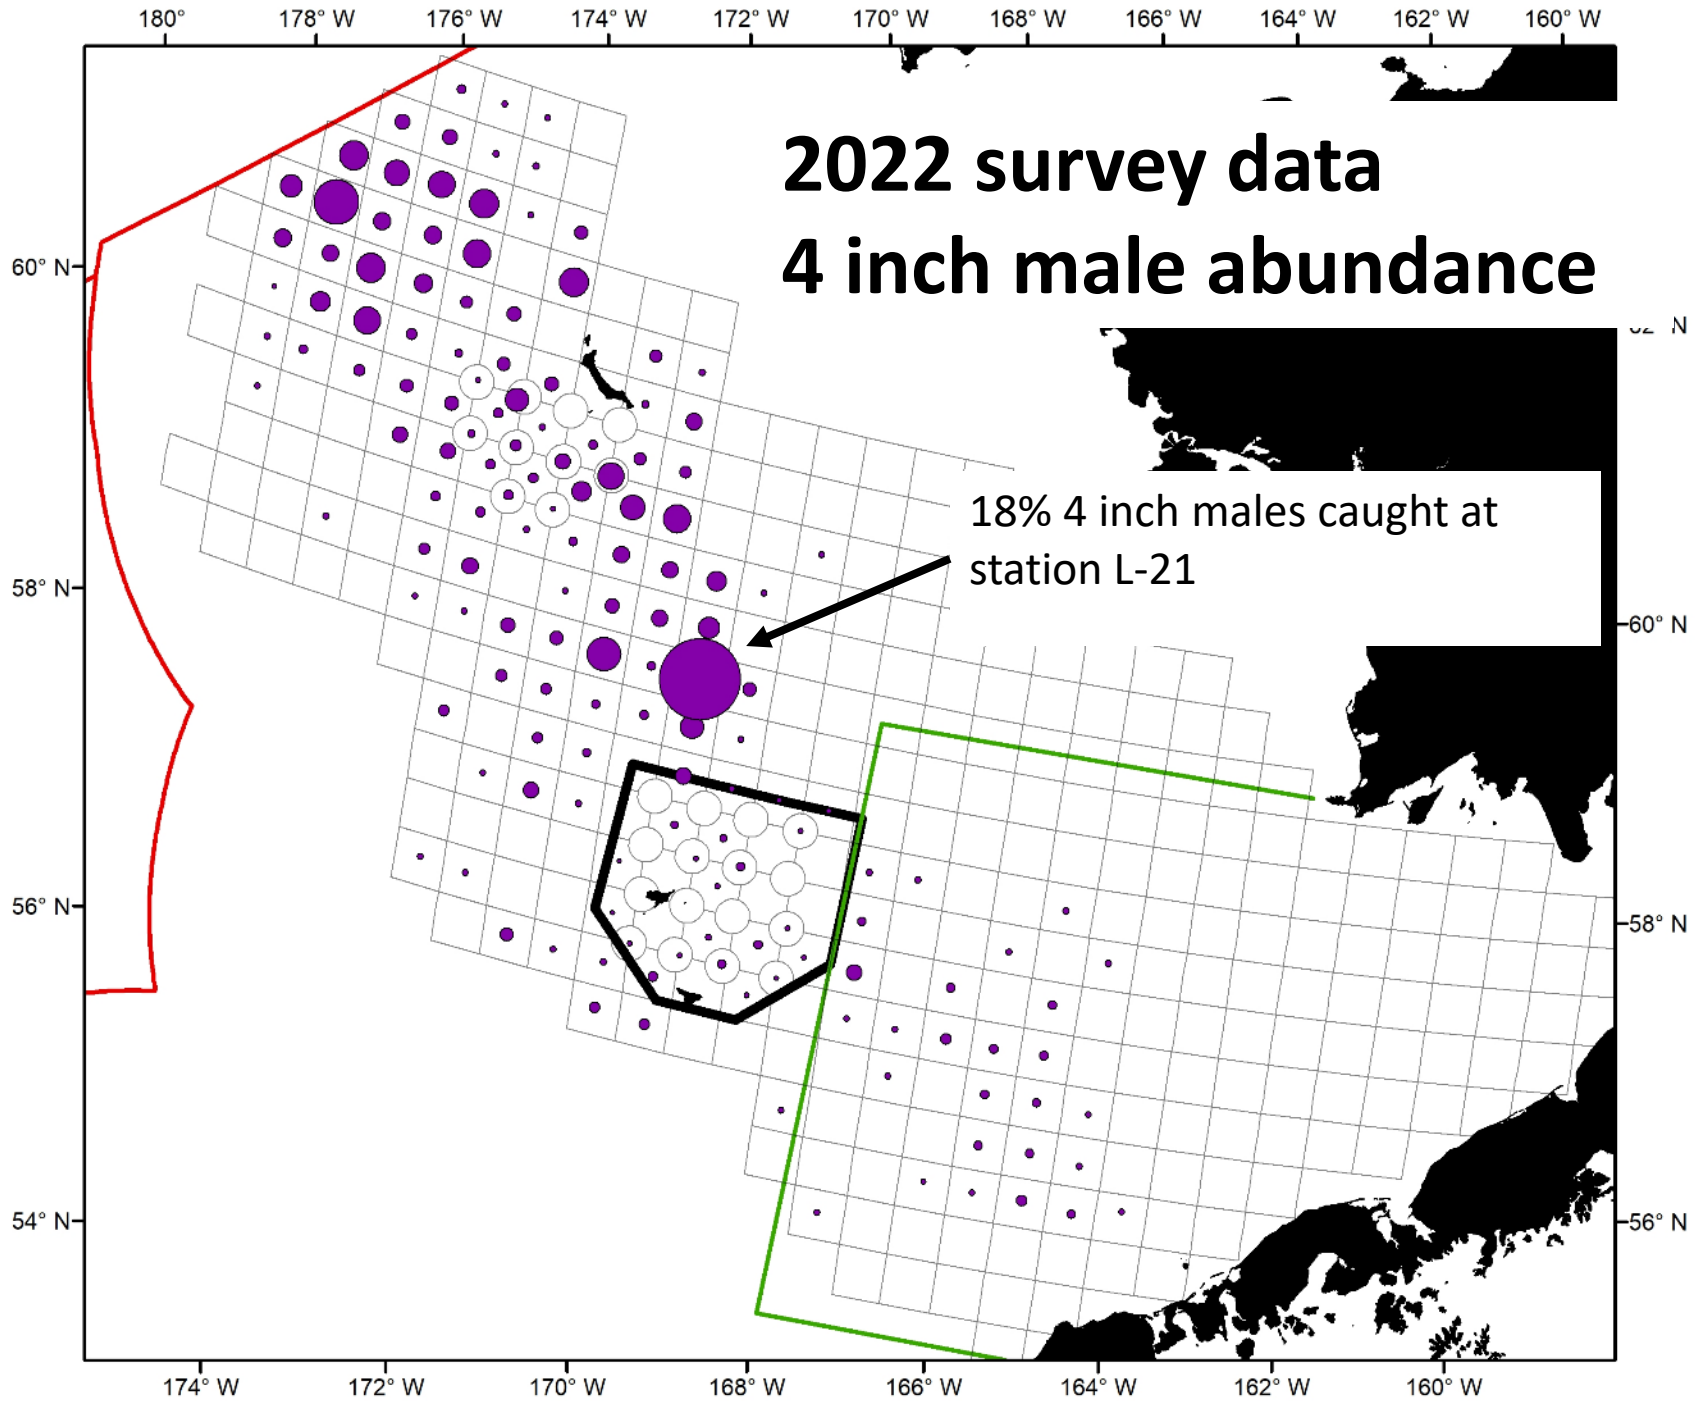 180° 178° W 176° W 174° W 172° W 170° W 168° W 166° W 164° W 162° W 160° W
2022 survey data
4 inch male abundance
60° N
N
18% 4 inch males caught at
station L-21
58° N
60° N
56° N
58° N
54° N
56° N
174° W 172° W 170° W 168° W 166° W 164° W 162° W 160° W